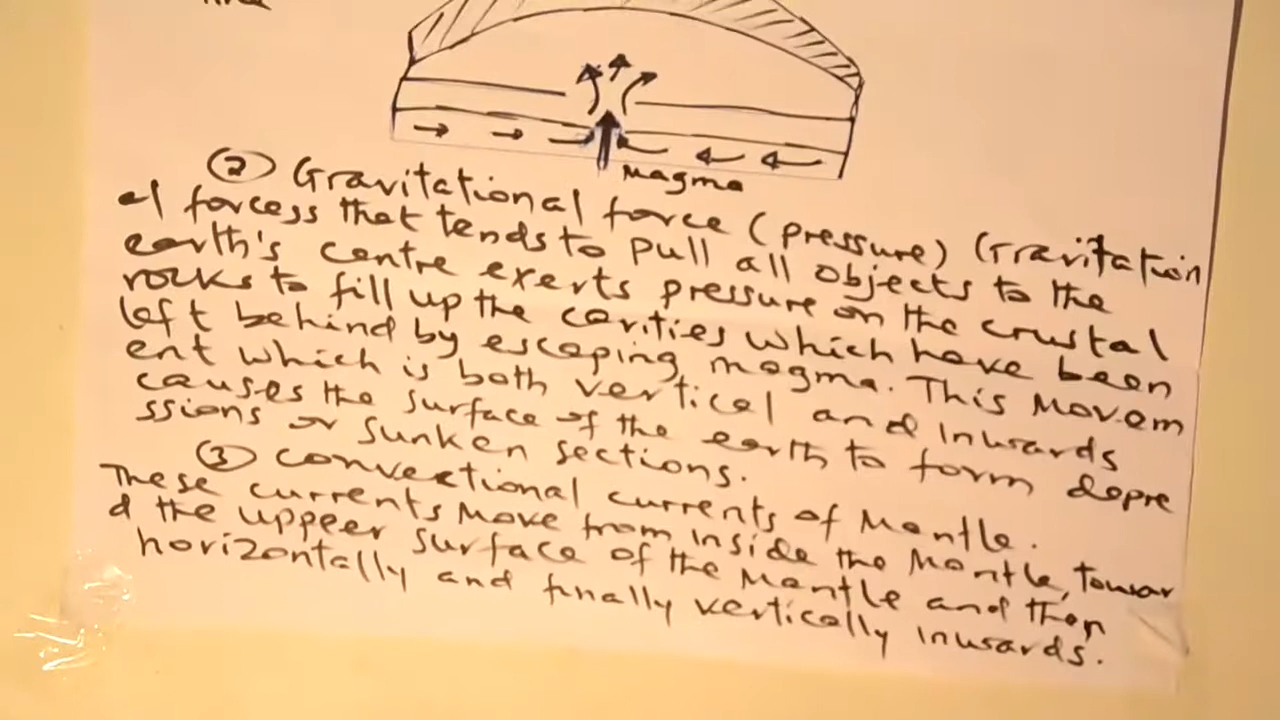 Magma
② Gravitational force (pressure) Gravitation
al forcess that tends to pull all objects to the
earth's centre exerts pressure on the crustal
rocks to fill up the cavities which have been
left behind by escaping magma. This Movem
ent which is both vertical and Inwards
causes the surface of the earth to form depre
ssions or sunken sections.
③ Convectional currents of Mantle.
These currents Move from inside the Mantle, towar
d the uppeer surface of the Mantle and then
horizontally and finally vertically inwards.